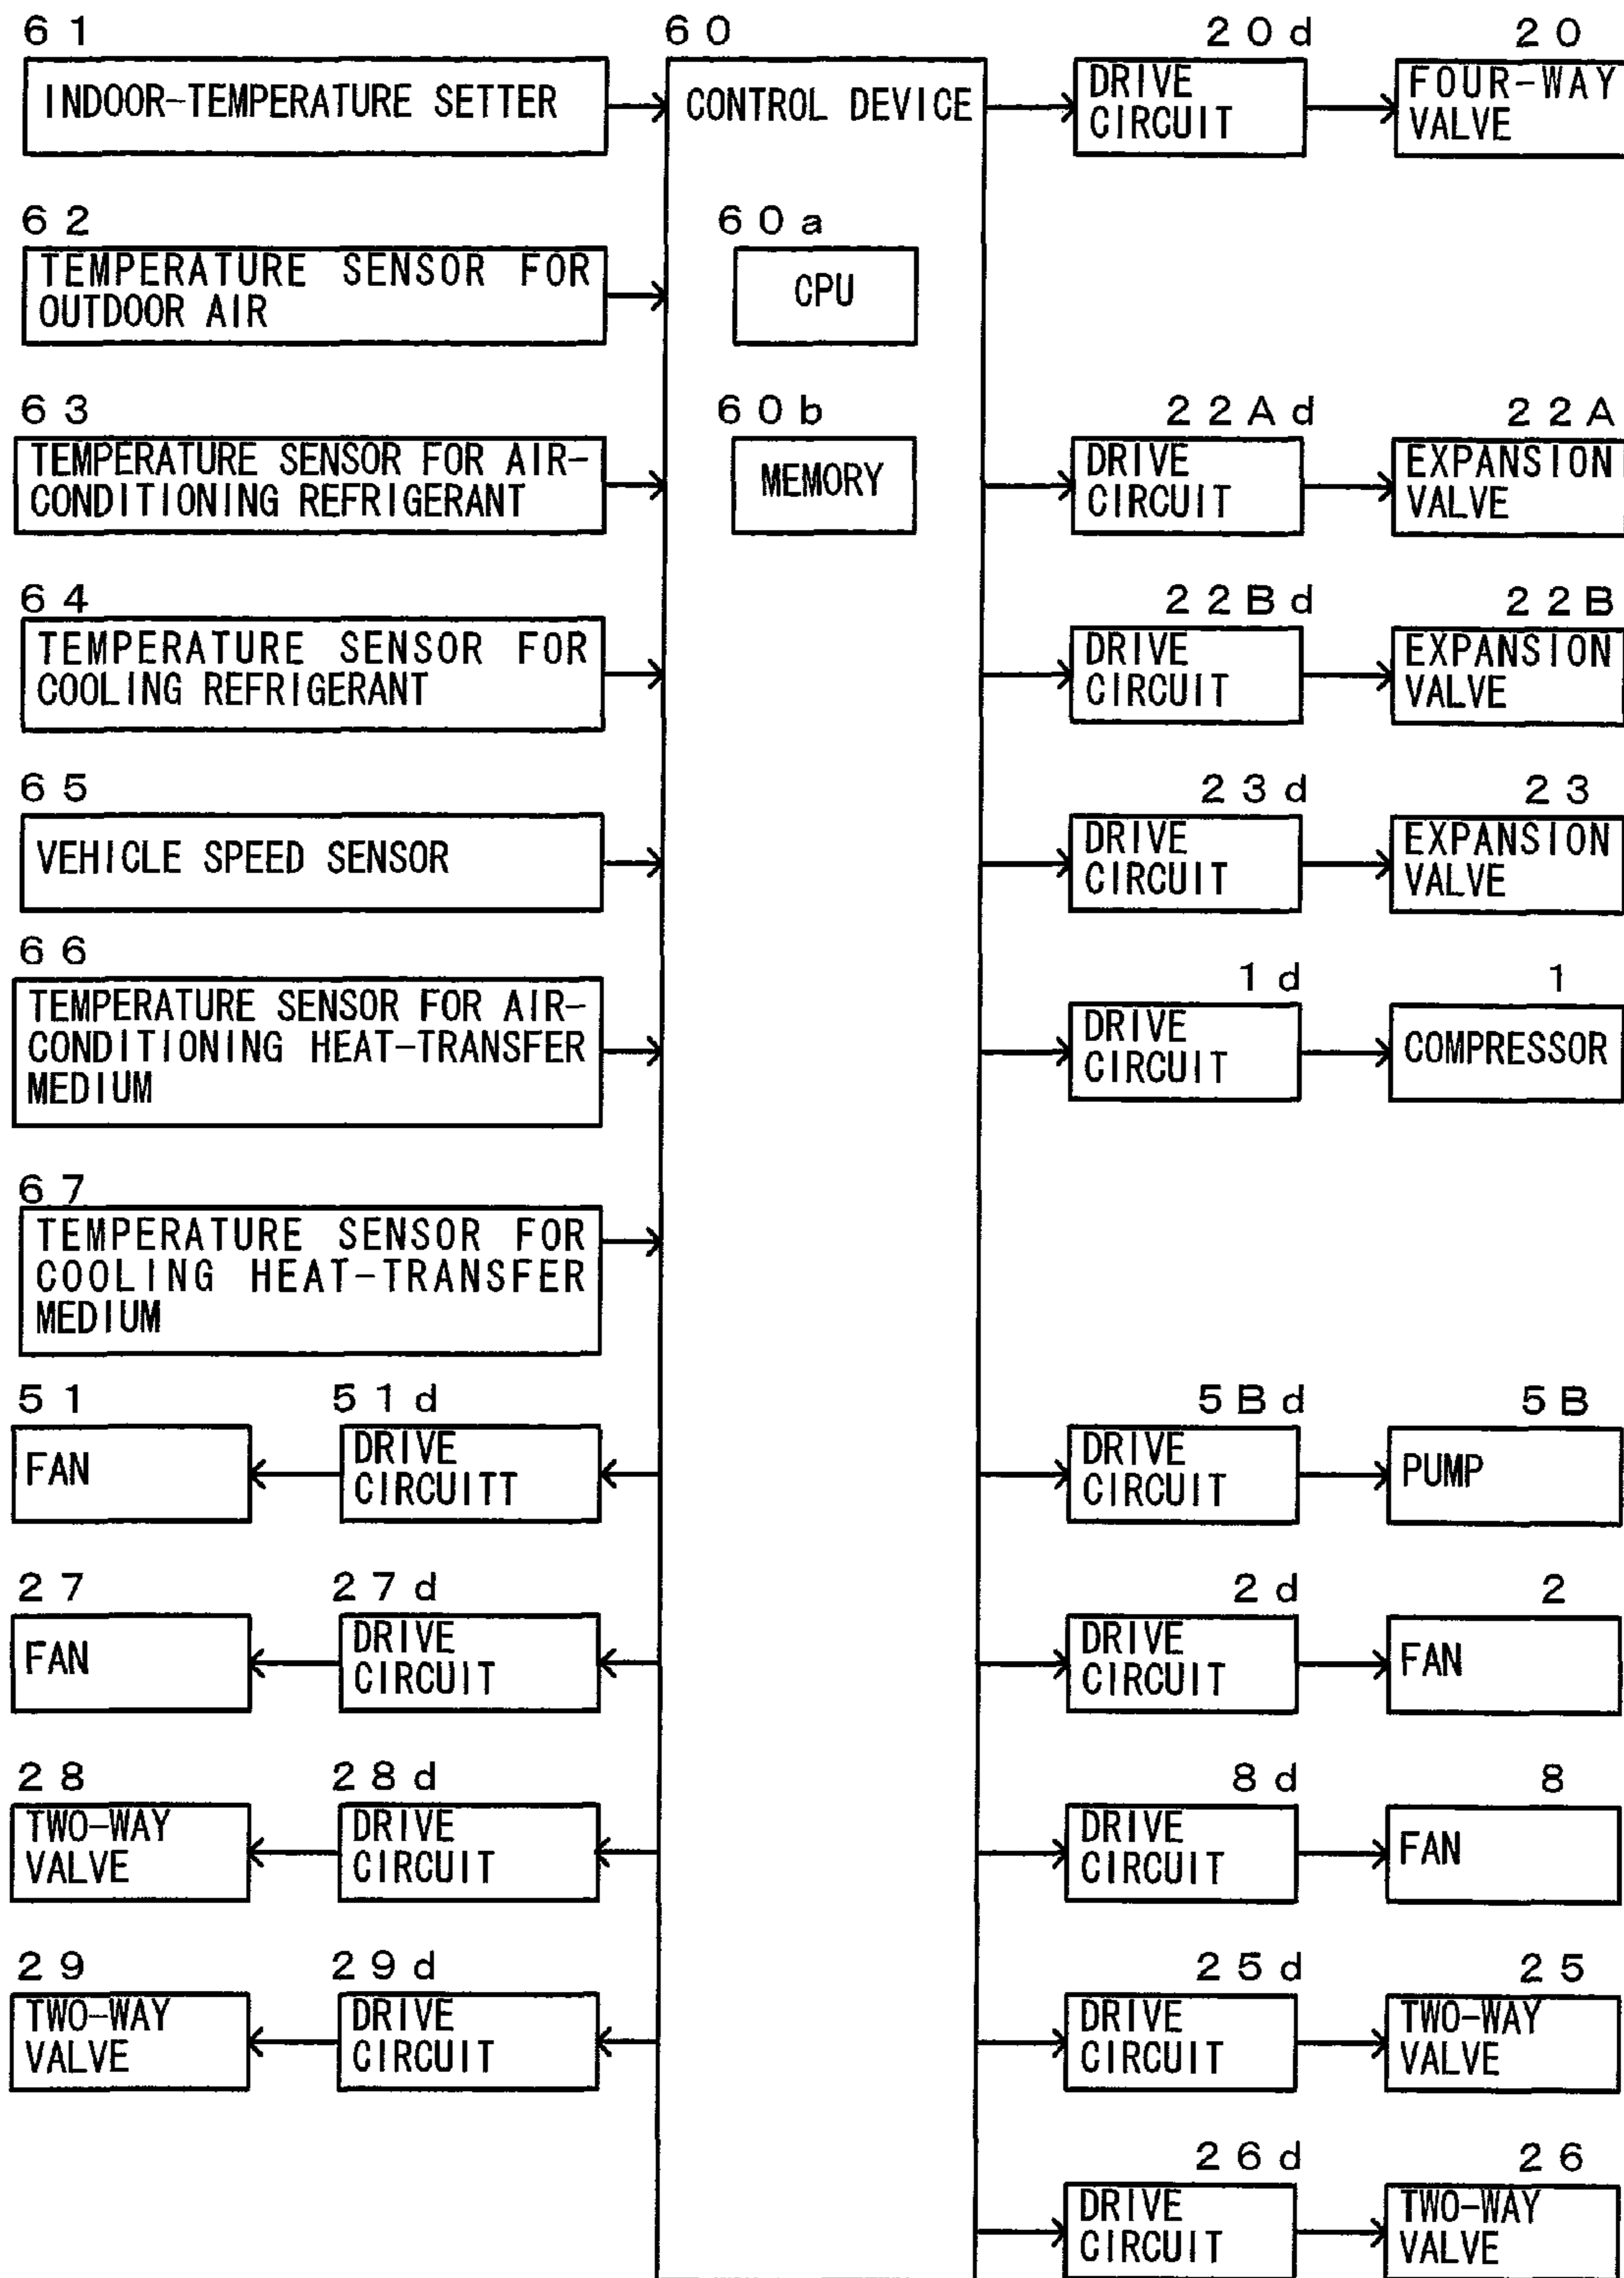 61
INDOOR-TEMPERATURE SETTER
62
TEMPERATURE SENSOR FOR
OUTDOOR AIR
63
TEMPERATURE SENSOR FOR AIR-
CONDITIONING REFRIGERANT
64
TEMPERATURE SENSOR FOR
COOLING REFRIGERANT
65
VEHICLE SPEED SENSOR
66
TEMPERATURE SENSOR FOR AIR-
CONDITIONING HEAT-TRANSFER
MEDIUM
67
TEMPERATURE SENSOR FOR
COOLING HEAT-TRANSFER
MEDIUM
51
FAN
51d
DRIVE
CIRCUITT
27
FAN
27d
DRIVE
CIRCUIT
28
TWO-WAY
VALVE
28d
DRIVE
CIRCUIT
29
TWO-WAY
VALVE
29d
DRIVE
CIRCUIT
60
CONTROL DEVICE
60a
CPU
60b
MEMORY
20d
DRIVE
CIRCUIT
20
FOUR-WAY
VALVE
22Ad
DRIVE
CIRCUIT
22A
EXPANSION
VALVE
22Bd
DRIVE
CIRCUIT
22B
EXPANSION
VALVE
23d
DRIVE
CIRCUIT
23
EXPANSION
VALVE
1d
DRIVE
CIRCUIT
1
COMPRESSOR
5Bd
DRIVE
CIRCUIT
5B
PUMP
2d
DRIVE
CIRCUIT
2
FAN
8d
DRIVE
CIRCUIT
8
FAN
25d
DRIVE
CIRCUIT
25
TWO-WAY
VALVE
26d
DRIVE
CIRCUIT
26
TWO-WAY
VALVE